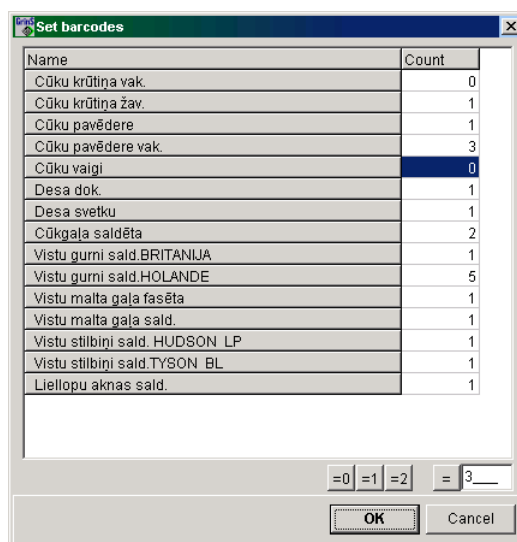 GrinS Set barcodes
Name Count
Cūku krūtiņa vak. 0
Cūku krūtiņa žav. 1
Cūku pavēdere 1
Cūku pavēdere vak. 3
Cūku vaigi 0
Desa dok. 1
Desa svetku 1
Cūkgaļa saldēta 2
Vistu gurni sald.BRITANIJA 1
Vistu gurni sald.HOLANDE 5
Vistu malta gaļa fasēta 1
Vistu malta gaļa sald. 1
Vistu stilbiņi sald. HUDSON LP 1
Vistu stilbiņi sald.TYSON BL 1
Liellopu aknas sald. 1
=0 =1 =2 = 3___
OK Cancel